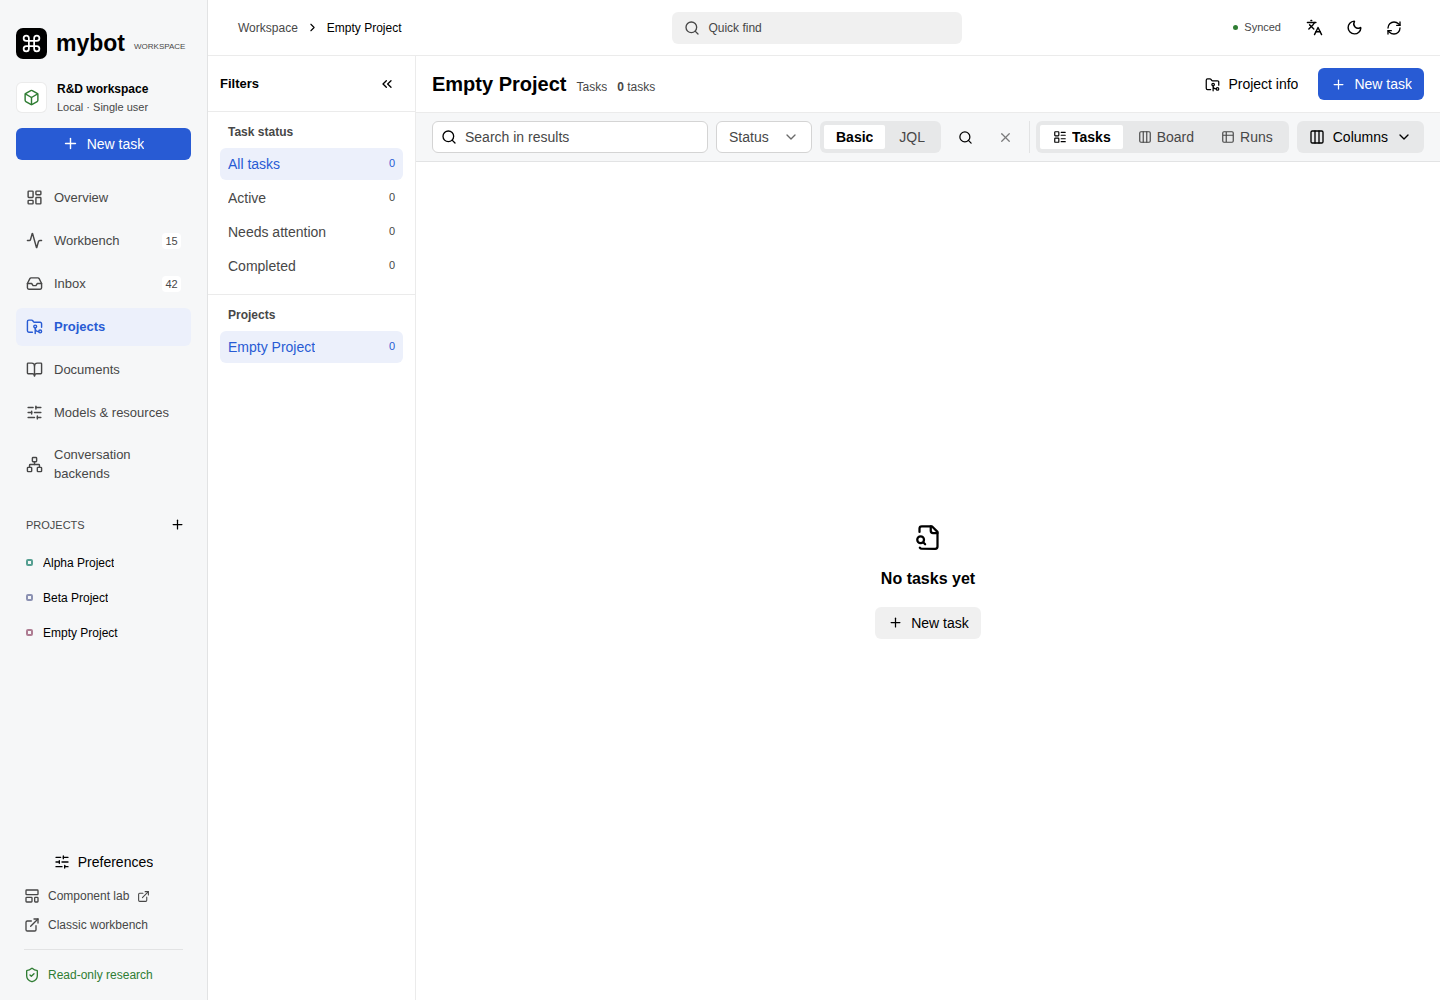 mybot WORKSPACE
R&D workspace
Local · Single user
New task
Overview
Workbench 15
Inbox 42
Projects
Documents
Models & resources
Conversation
backends
PROJECTS
Alpha Project
Beta Project
Empty Project
Preferences
Component lab
Classic workbench
Read-only research
Workspace Empty Project
Quick find
Synced
Filters
Task status
All tasks 0
Active 0
Needs attention 0
Completed 0
Projects
Empty Project 0
Empty Project Tasks 0 tasks
Project info
New task
Search in results
Status
Basic JQL
Tasks Board Runs
Columns
No tasks yet
New task